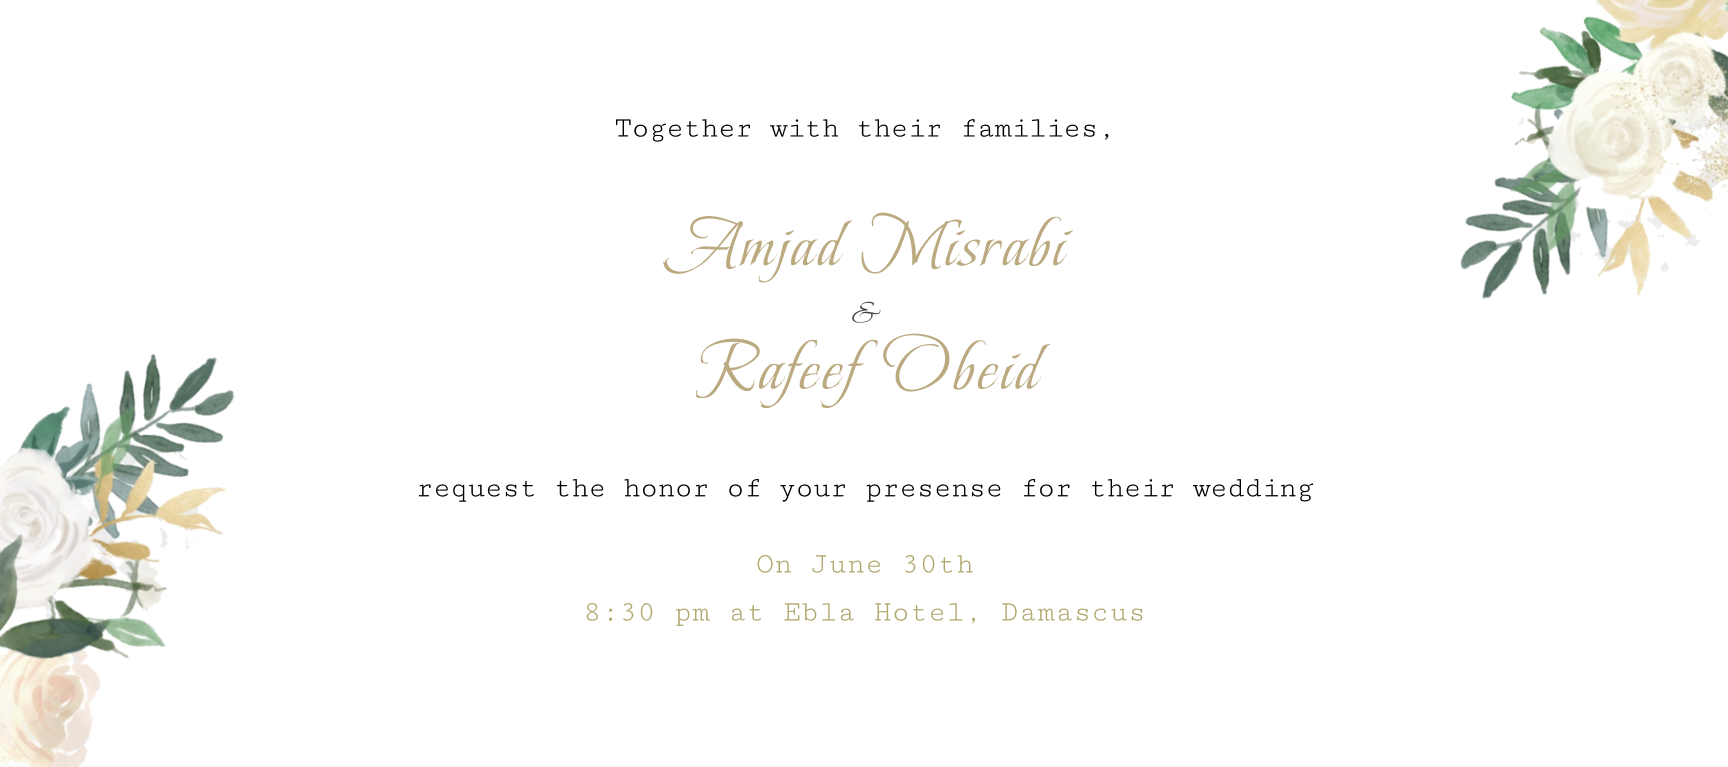 Together with their families,
Amjad Misrabi
&
Rafeef Obeid
request the honor of your presense for their wedding
On June 30th
8:30 pm at Ebla Hotel, Damascus